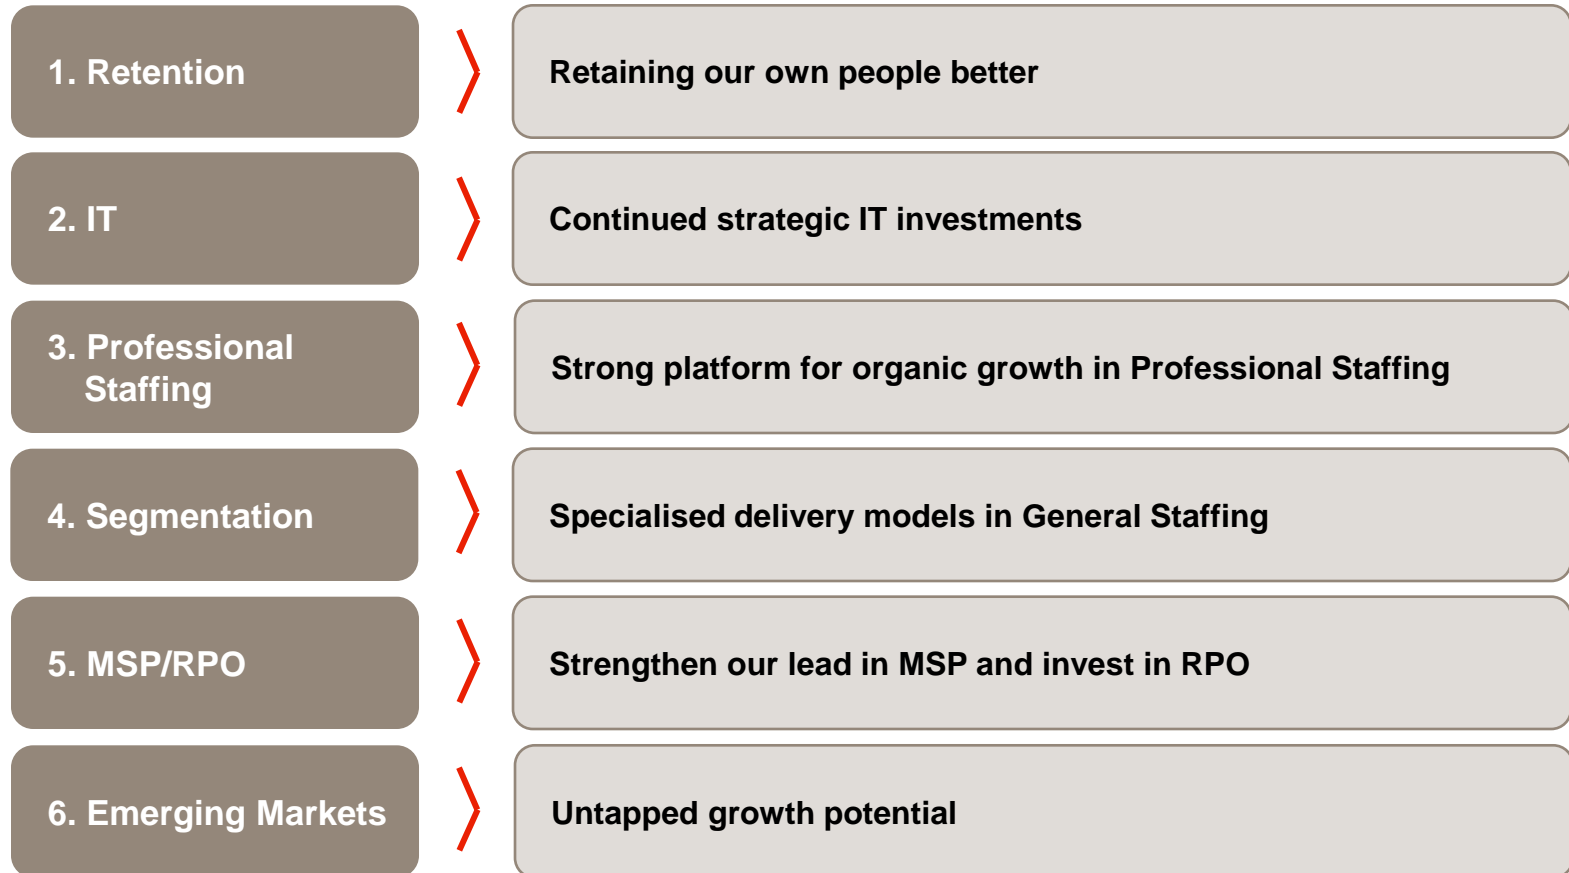 1. Retention
Retaining our own people better
2. IT
Continued strategic IT investments
3. Professional
Staffing
Strong platform for organic growth in Professional Staffing
4. Segmentation
Specialised delivery models in General Staffing
5. MSP/RPO
Strengthen our lead in MSP and invest in RPO
6. Emerging Markets
Untapped growth potential